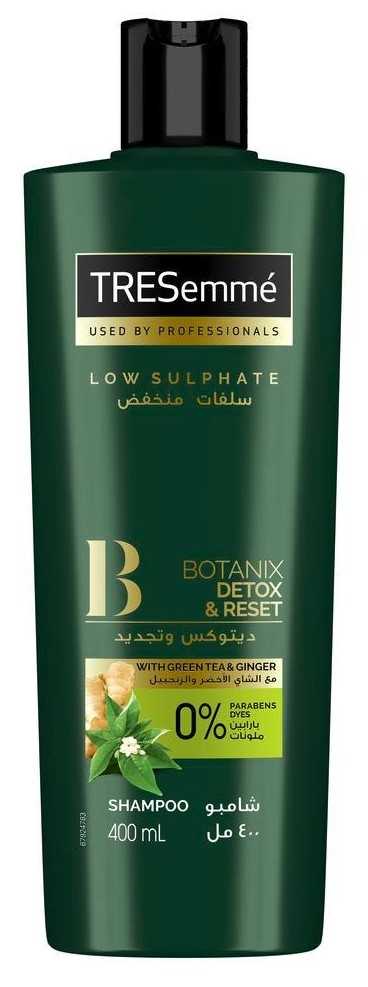 TRESemmé
USED BY PROFESSIONALS
LOW SULPHATE
سلفات منخفض
B
BOTANIX
DETOX
& RESET
ديتوكس وتجديد
WITH GREEN TEA & GINGER
مع الشاي الأخضر والزنجبيل
0%
PARABENS
DYES
بارابين
ملونات
SHAMPOO شامبو
400 mL ٤٠٠ مل
67924783